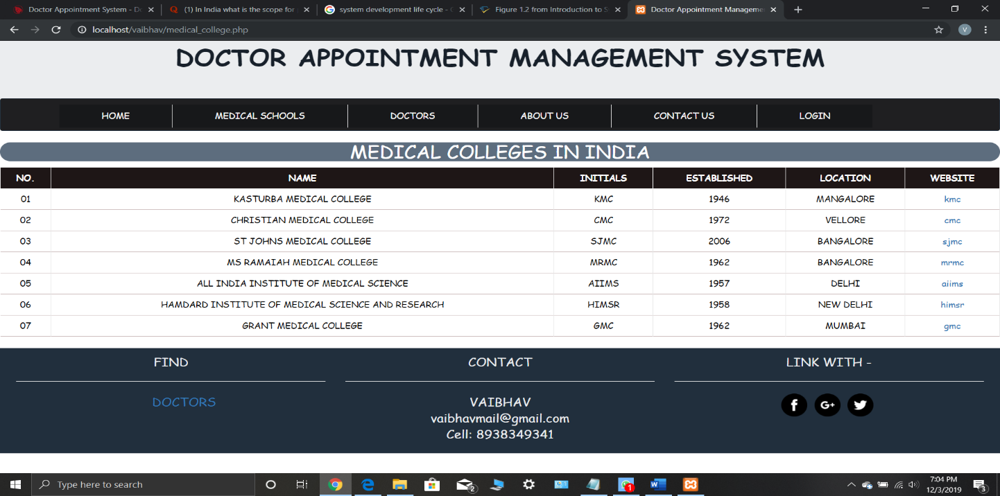 Doctor Appointment System - Do
(1) In India what is the scope for
system development life cycle - G
Figure 1.2 from Introduction to S
Doctor Appointment Manageme
localhost/vaibhav/medical_college.php
V
DOCTOR APPOINTMENT MANAGEMENT SYSTEM
HOME MEDICAL SCHOOLS DOCTORS ABOUT US CONTACT US LOGIN
MEDICAL COLLEGES IN INDIA
NO. NAME INITIALS ESTABLISHED LOCATION WEBSITE
01 KASTURBA MEDICAL COLLEGE KMC 1946 MANGALORE kmc
02 CHRISTIAN MEDICAL COLLEGE CMC 1972 VELLORE cmc
03 ST JOHNS MEDICAL COLLEGE SJMC 2006 BANGALORE sjmc
04 MS RAMAIAH MEDICAL COLLEGE MRMC 1962 BANGALORE mrmc
05 ALL INDIA INSTITUTE OF MEDICAL SCIENCE AIIMS 1957 DELHI aiims
06 HAMDARD INSTITUTE OF MEDICAL SCIENCE AND RESEARCH HIMSR 1958 NEW DELHI himsr
07 GRANT MEDICAL COLLEGE GMC 1962 MUMBAI gmc
FIND CONTACT LINK WITH -
DOCTORS
VAIBHAV
vaibhavmail@gmail.com
Cell: 8938349341
Type here to search
2
1
7:04 PM
12/3/2019
3